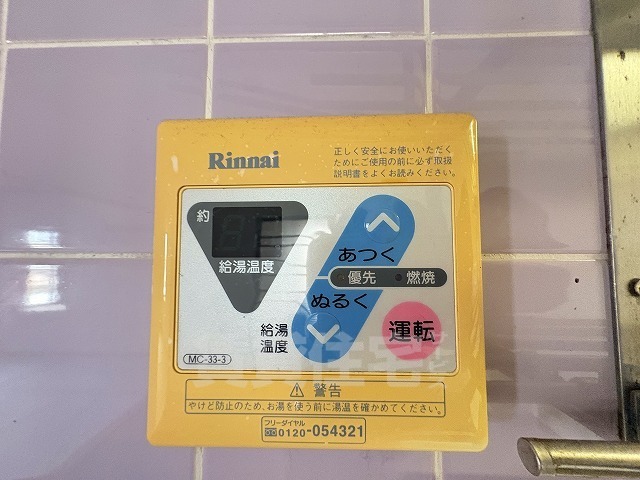 Rinnai
正しく安全にお使いいただく
ためにご使用の前に必ず取扱
説明書をよくお読みください。
約
給湯温度
あつく
優先 燃焼
ぬるく
給湯
温度
運転
MC-33-3
警告
やけど防止のため、お湯を使う前に湯温を確かめてください。
フリーダイヤル
0120-054321